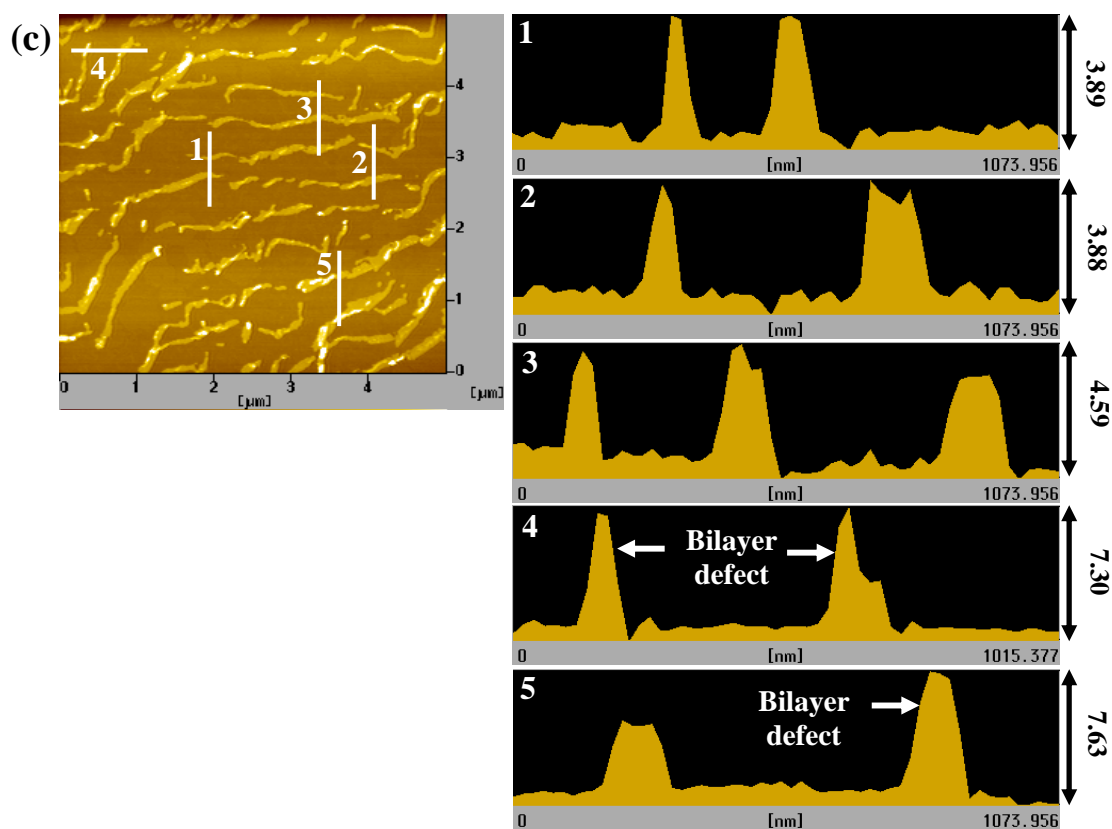 (c)
4
3
1
2
5
4
3
2
1
0
0 1 2 3 4
[μm] [μm]
1
0 [nm] 1073.956
3.89
2
0 [nm] 1073.956
3.88
3
0 [nm] 1073.956
4.59
4
Bilayer
defect
0 [nm] 1015.377
7.30
5
Bilayer
defect
0 [nm] 1073.956
7.63